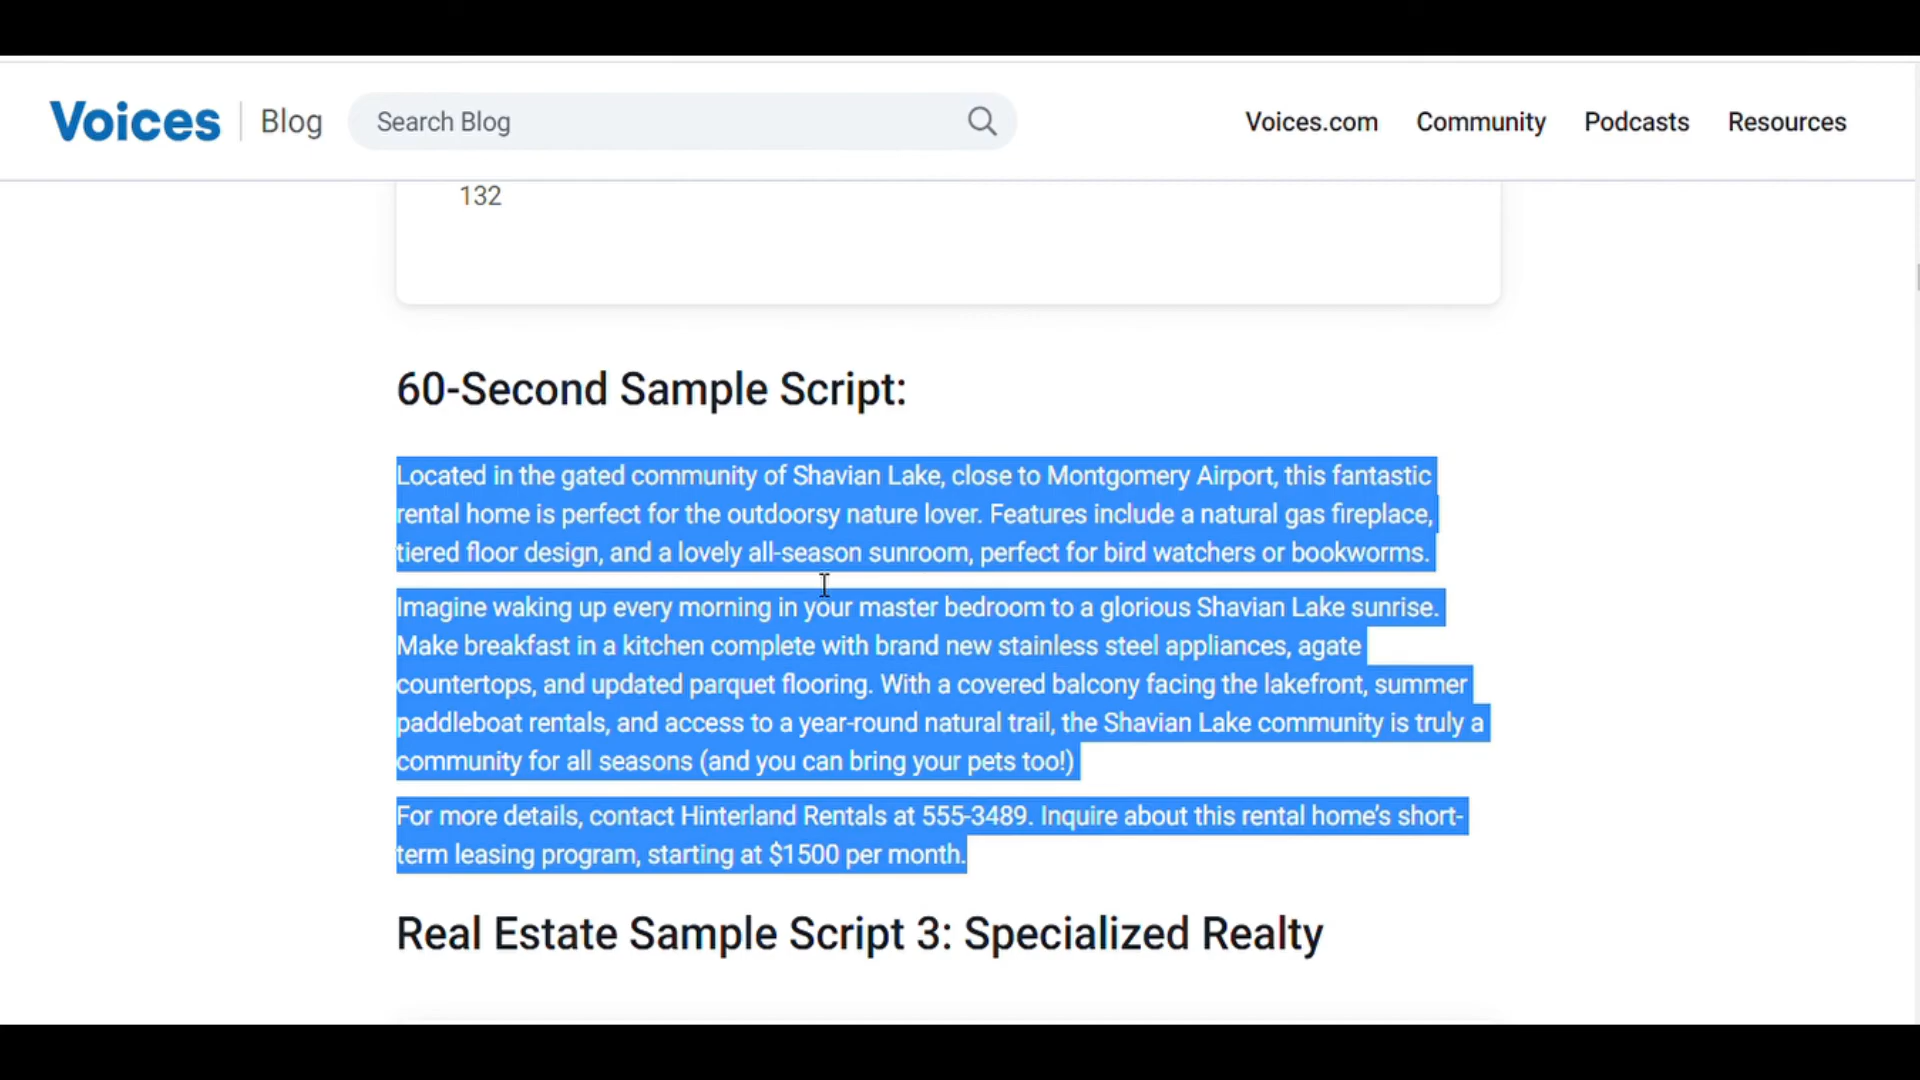 Voices Blog Search Blog Voices.com Community Podcasts Resources
132
60-Second Sample Script:
Located in the gated community of Shavian Lake, close to Montgomery Airport, this fantastic
rental home is perfect for the outdoorsy nature lover. Features include a natural gas fireplace,
tiered floor design, and a lovely all-season sunroom, perfect for bird watchers or bookworms.
Imagine waking up every morning in your master bedroom to a glorious Shavian Lake sunrise.
Make breakfast in a kitchen complete with brand new stainless steel appliances, agate
countertops, and updated parquet flooring. With a covered balcony facing the lakefront, summer
paddleboat rentals, and access to a year-round natural trail, the Shavian Lake community is truly a
community for all seasons (and you can bring your pets too!)
For more details, contact Hinterland Rentals at 555-3489. Inquire about this rental home’s short-
term leasing program, starting at $1500 per month.
Real Estate Sample Script 3: Specialized Realty